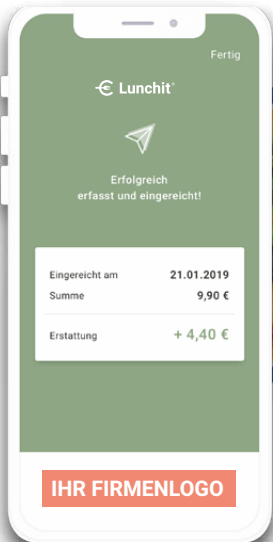 Fertig
Lunchit®
Erfolgreich
erfasst und eingereicht!
Eingereicht am 21.01.2019
Summe 9,90 €
Erstattung + 4,40 €
IHR FIRMENLOGO